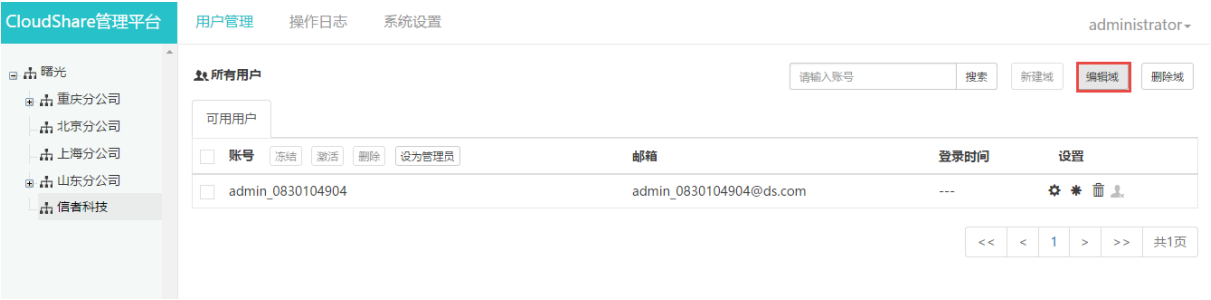 CloudShare管理平台 用户管理 操作日志 系统设置 administrator
曙光
重庆分公司
北京分公司
上海分公司
山东分公司
信者科技
所有用户 请输入账号 搜索 新建域 编辑域 删除域
可用用户
账号 冻结 激活 删除 设为管理员 邮箱 登录时间 设置
admin_0830104904 admin_0830104904@ds.com ---
<< < 1 > >> 共1页